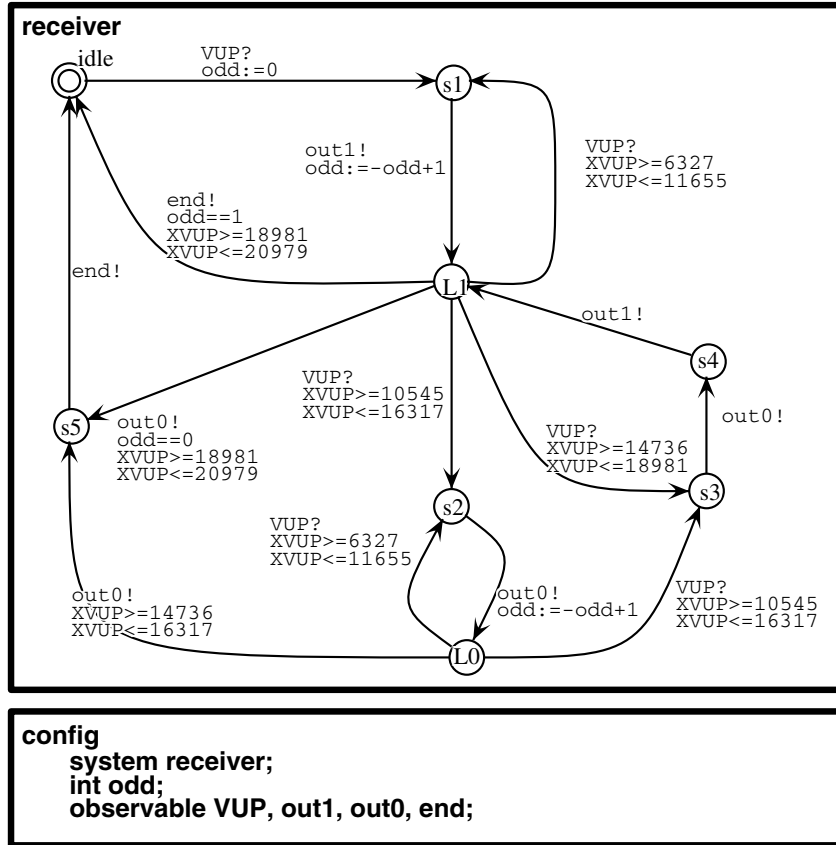 receiver
idle
VUP?
odd:=0
s1
out1!
odd:=-odd+1
VUP?
XVUP>=6327
XVUP<=11655
end!
odd==1
XVUP>=18981
XVUP<=20979
end!
L1
out1!
s4
VUP?
XVUP>=10545
XVUP<=16317
s5
out0!
odd==0
XVUP>=18981
XVUP<=20979
VUP?
XVUP>=14736
XVUP<=18981
out0!
s3
s2
VUP?
XVUP>=6327
XVUP<=11655
out0!
odd:=-odd+1
VUP?
XVUP>=10545
XVUP<=16317
out0!
XVUP>=14736
XVUP<=16317
L0
config
system receiver;
int odd;
observable VUP, out1, out0, end;